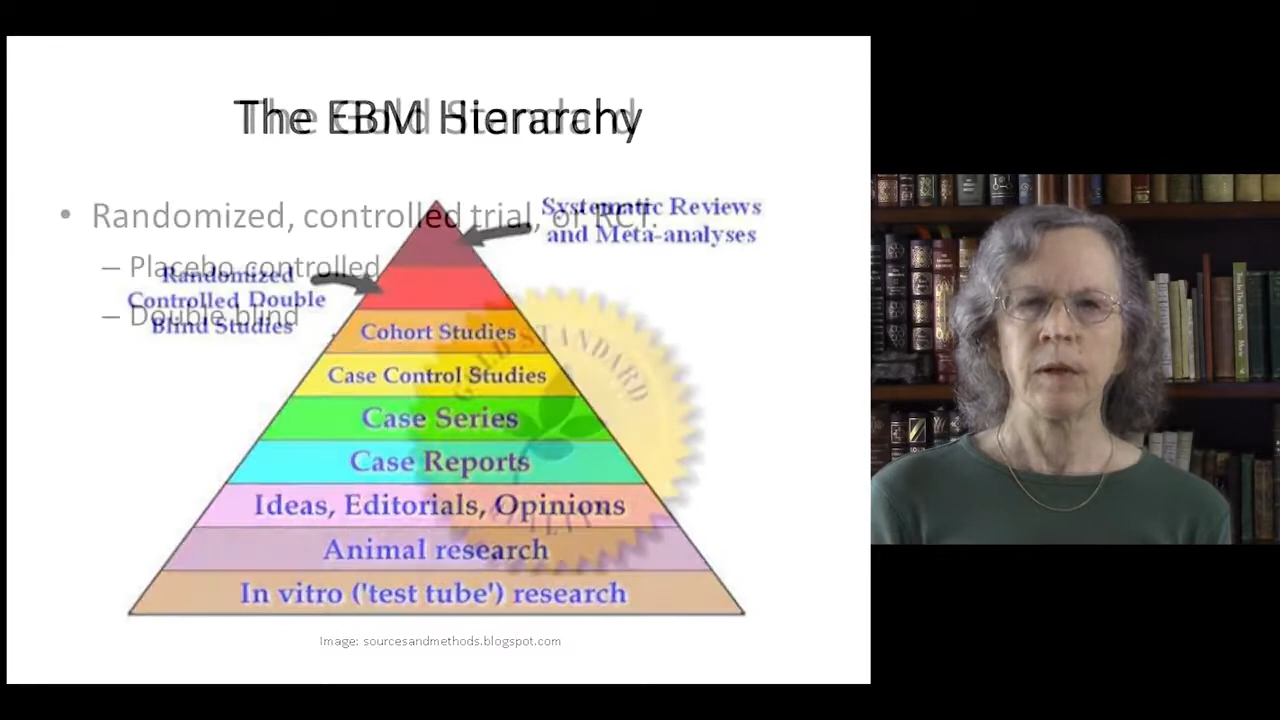 The EBM Hierarchy
The Gold Standard
• Randomized, controlled trial, or RCT:
– Placebo controlled
– Double blind
Systematic Reviews
and Meta-analyses
Randomized
Controlled Double
Blind Studies
Cohort Studies
Case Control Studies
Case Series
Case Reports
Ideas, Editorials, Opinions
Animal research
In vitro ('test tube') research
GOLD STANDARD
Image: sourcesandmethods.blogspot.com